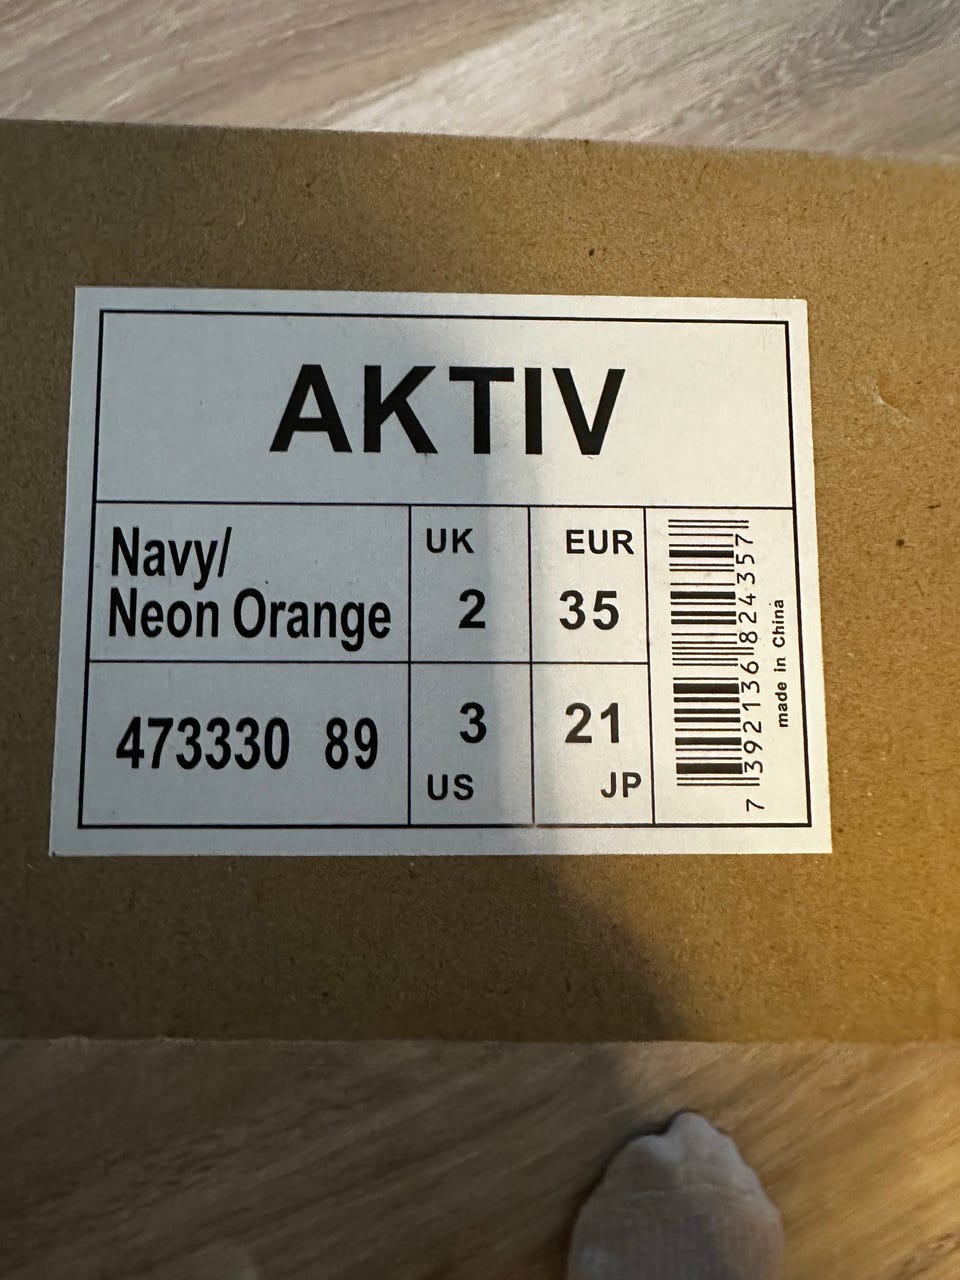 AKTIV
Navy/
Neon Orange
UK
2
EUR
35
473330 89
3
US
21
JP
7 392136 824357
made in China